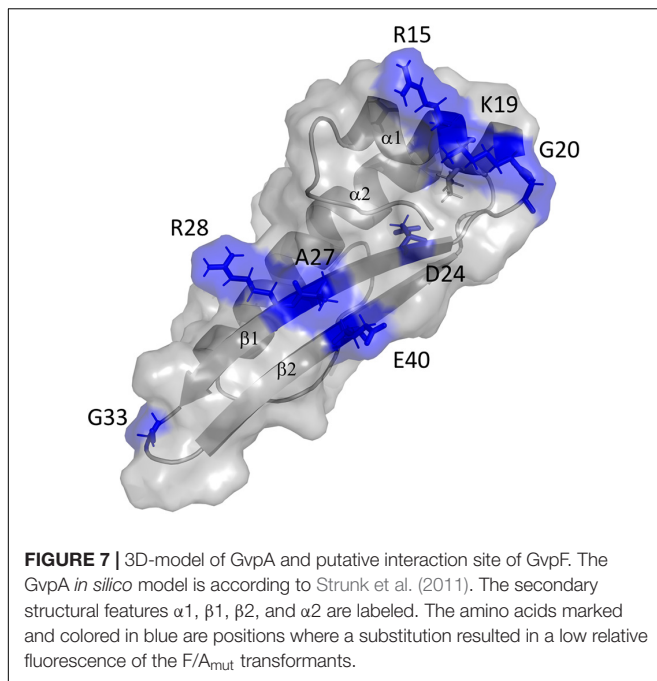 R15
K19
α1
G20
α2
R28
A27
D24
β1
E40
β2
G33
FIGURE 7 | 3D-model of GvpA and putative interaction site of GvpF. The
GvpA in silico model is according to Strunk et al. (2011). The secondary
structural features α1, β1, β2, and α2 are labeled. The amino acids marked
and colored in blue are positions where a substitution resulted in a low relative
fluorescence of the F/Amut transformants.